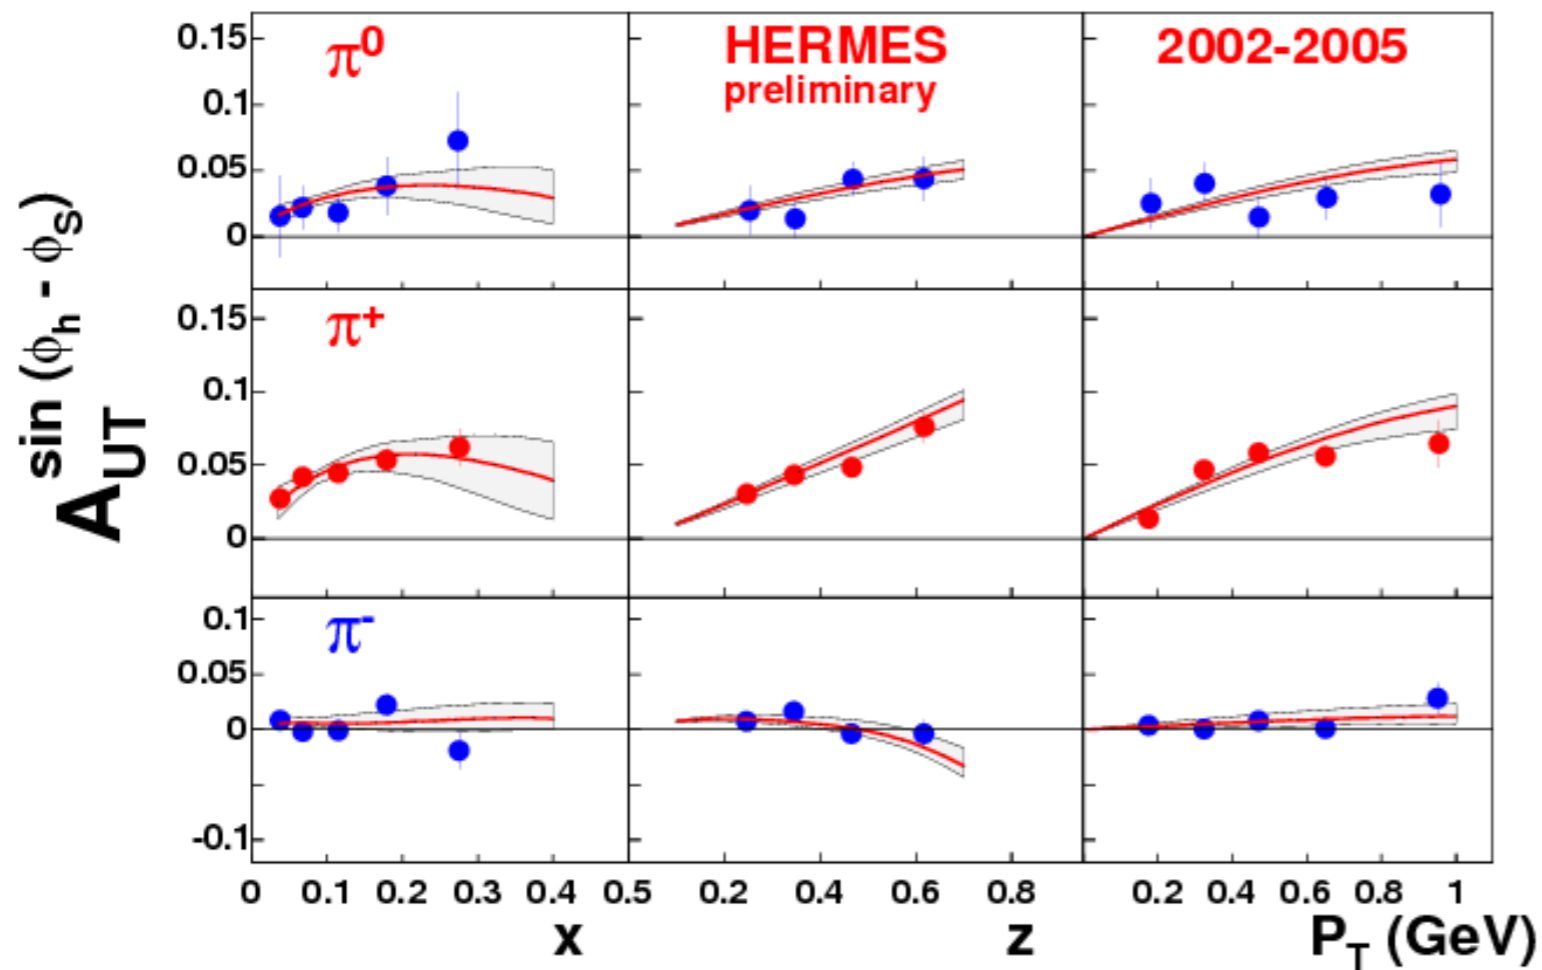 π⁰ HERMES 2002-2005
preliminary
0.15
0.1
0.05
0
π⁺
0.15
0.1
0.05
0
π⁻
0.1
0.05
0
-0.1
A_UT^sin (ϕ_h - ϕ_S)
0 0.1 0.2 0.3 0.4 0.5 0.2 0.4 0.6 0.8 0.2 0.4 0.6 0.8 1
x z P_T (GeV)